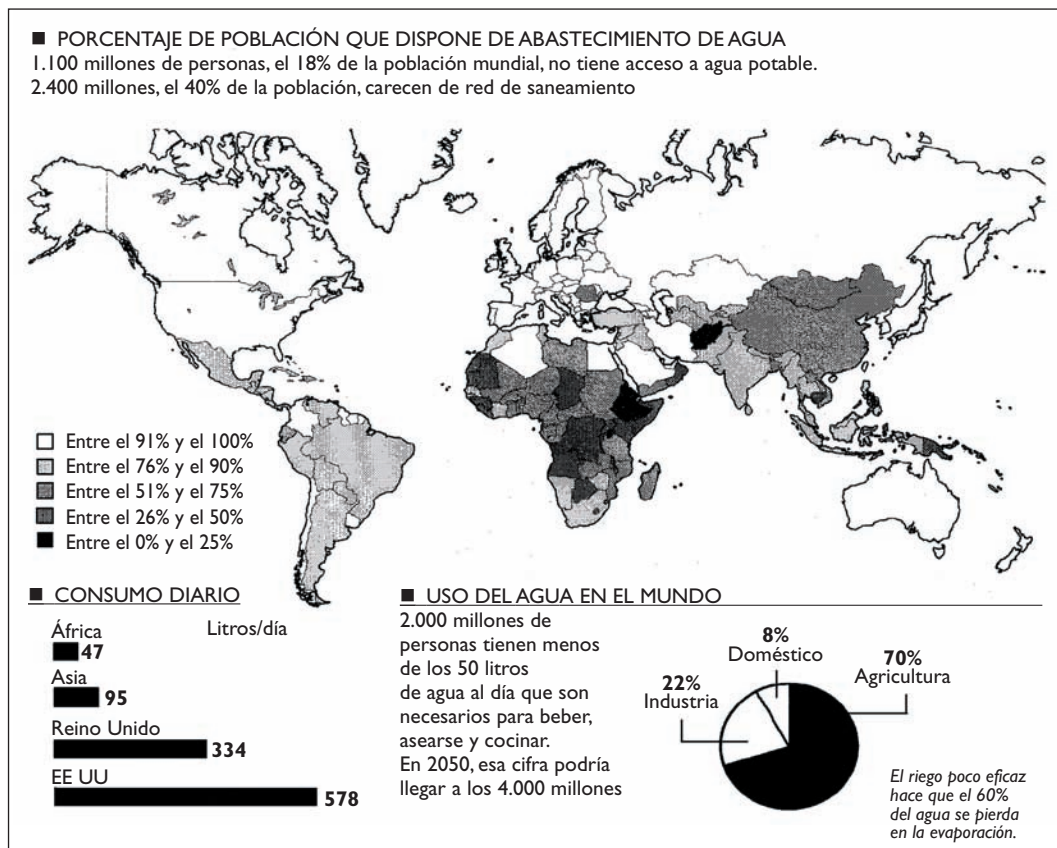 PORCENTAJE DE POBLACIÓN QUE DISPONE DE ABASTECIMIENTO DE AGUA
1.100 millones de personas, el 18% de la población mundial, no tiene acceso a agua potable.
2.400 millones, el 40% de la población, carecen de red de saneamiento
Entre el 91% y el 100%
Entre el 76% y el 90%
Entre el 51% y el 75%
Entre el 26% y el 50%
Entre el 0% y el 25%
CONSUMO DIARIO
Litros/día
África
47
Asia
95
Reino Unido
334
EE UU
578
USO DEL AGUA EN EL MUNDO
2.000 millones de
personas tienen menos
de los 50 litros
de agua al día que son
necesarios para beber,
asearse y cocinar.
En 2050, esa cifra podría
llegar a los 4.000 millones
8%
Doméstico
70%
Agricultura
22%
Industria
El riego poco eficaz
hace que el 60%
del agua se pierda
en la evaporación.